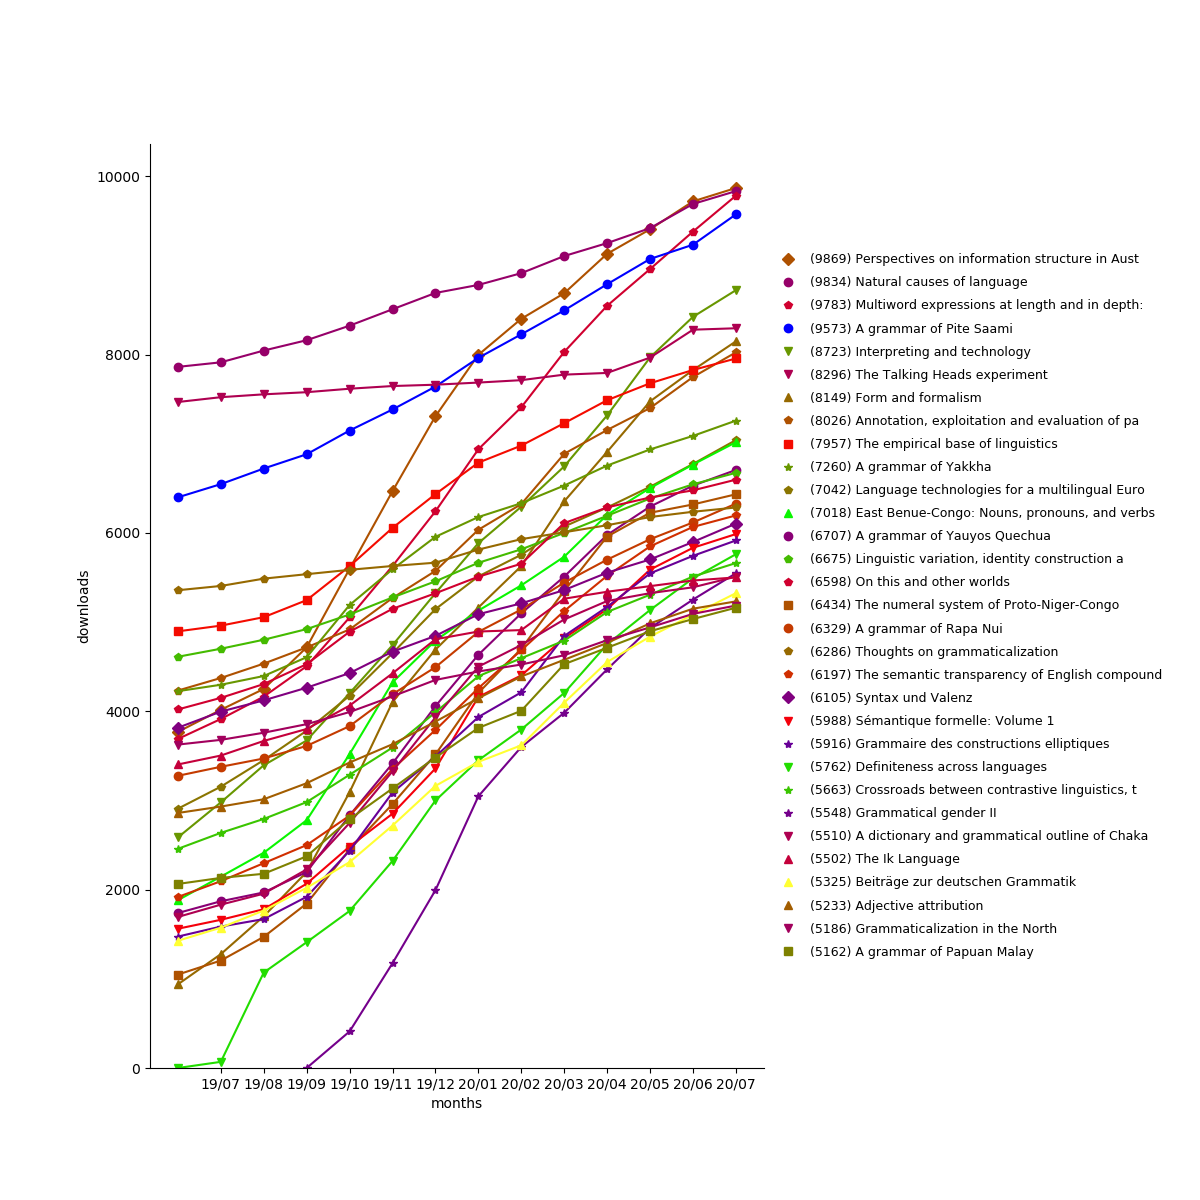 10000
8000
6000
4000
2000
0
downloads
19/07 19/08 19/09 19/10 19/11 19/12 20/01 20/02 20/03 20/04 20/05 20/06 20/07
months
(9869) Perspectives on information structure in Aust
(9834) Natural causes of language
(9783) Multiword expressions at length and in depth:
(9573) A grammar of Pite Saami
(8723) Interpreting and technology
(8296) The Talking Heads experiment
(8149) Form and formalism
(8026) Annotation, exploitation and evaluation of pa
(7957) The empirical base of linguistics
(7260) A grammar of Yakkha
(7042) Language technologies for a multilingual Euro
(7018) East Benue-Congo: Nouns, pronouns, and verbs
(6707) A grammar of Yauyos Quechua
(6675) Linguistic variation, identity construction a
(6598) On this and other worlds
(6434) The numeral system of Proto-Niger-Congo
(6329) A grammar of Rapa Nui
(6286) Thoughts on grammaticalization
(6197) The semantic transparency of English compound
(6105) Syntax und Valenz
(5988) Sémantique formelle: Volume 1
(5916) Grammaire des constructions elliptiques
(5762) Definiteness across languages
(5663) Crossroads between contrastive linguistics, t
(5548) Grammatical gender II
(5510) A dictionary and grammatical outline of Chaka
(5502) The Ik Language
(5325) Beiträge zur deutschen Grammatik
(5233) Adjective attribution
(5186) Grammaticalization in the North
(5162) A grammar of Papuan Malay